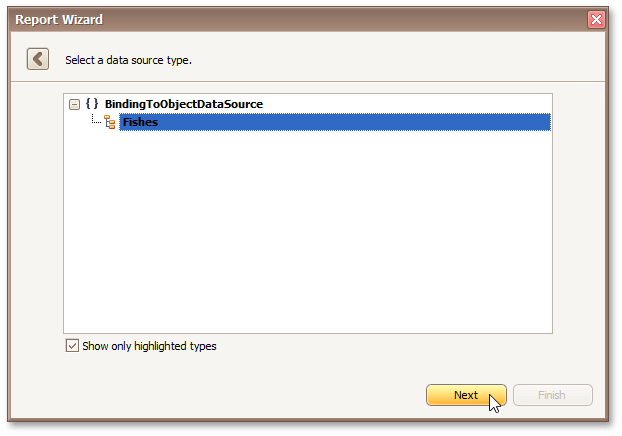 Report Wizard
Select a data source type.
{ } BindingToObjectDataSource
Fishes
Show only highlighted types
Next
Finish